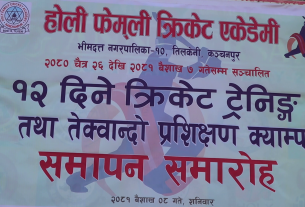 होली फेम्ली क्रिकेट एकेडेमी
भीमदत्त नगरपालिका-१०, तिलकेनी, कञ्चनपुर
२०८० चैत्र २६ देखि २०८१ बैशाख ७ गतेसम्म सञ्चालित
१२ दिने क्रिकेट ट्रेनिङ्ग
तथा तेक्वान्दो प्रशिक्षण क्याम्प
समापन समारोह
२०८१ बैशाख ०८ गते, शनिवार